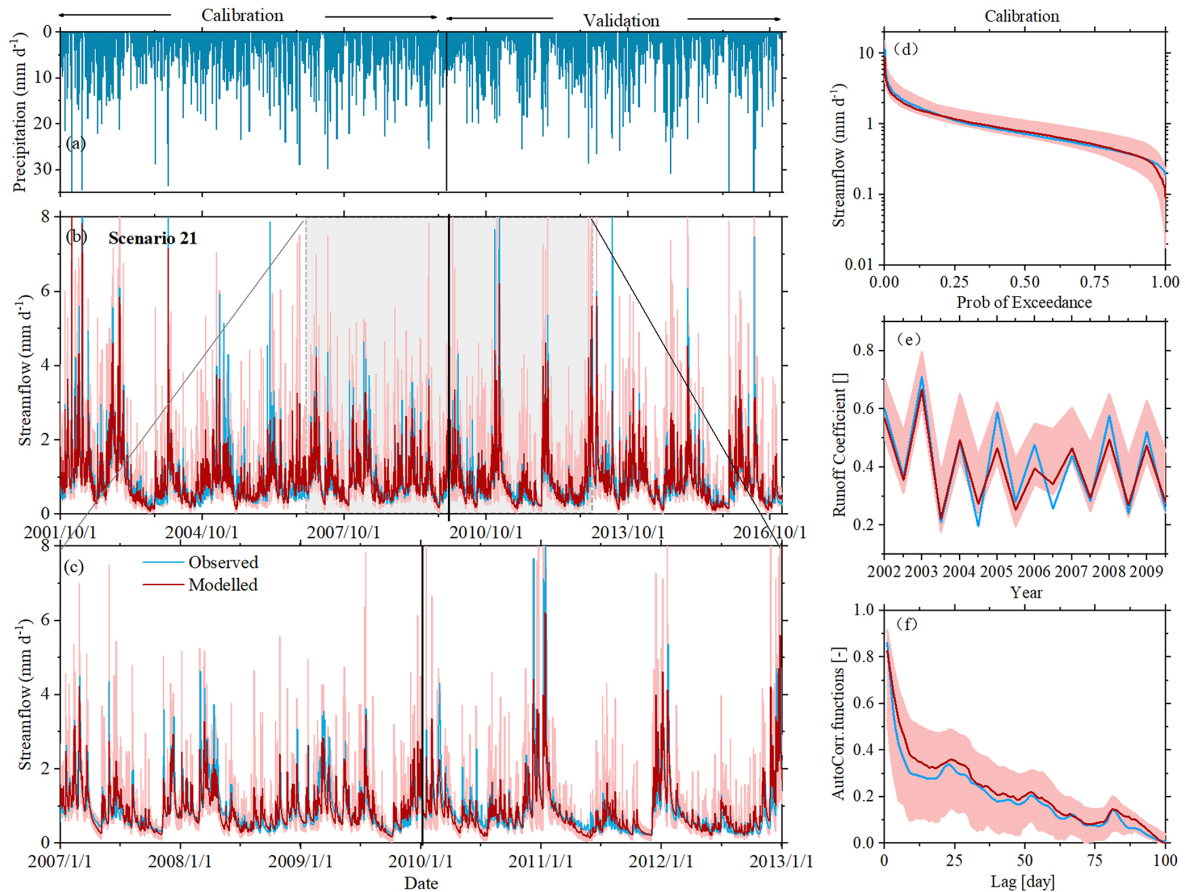 Calibration
Validation
0
10
20
30
Precipitation (mm d⁻¹)
(a)
8
6
4
2
0
Streamflow (mm d⁻¹)
(b)
Scenario 21
2001/10/1
2004/10/1
2007/10/1
2010/10/1
2013/10/1
2016/10/1
8
6
4
2
0
Streamflow (mm d⁻¹)
(c)
Observed
Modelled
2007/1/1
2008/1/1
2009/1/1
2010/1/1
2011/1/1
2012/1/1
2013/1/1
Date
Calibration
(d)
10
1
0.1
0.01
Streamflow (mm d⁻¹)
0.00
0.25
0.50
0.75
1.00
Prob of Exceedance
(e)
0.8
0.6
0.4
0.2
Runoff Coefficient []
2002
2003
2004
2005
2006
2007
2008
2009
Year
(f)
1.0
0.8
0.6
0.4
0.2
0.0
AutoCorr.functions [-]
0
25
50
75
100
Lag [day]